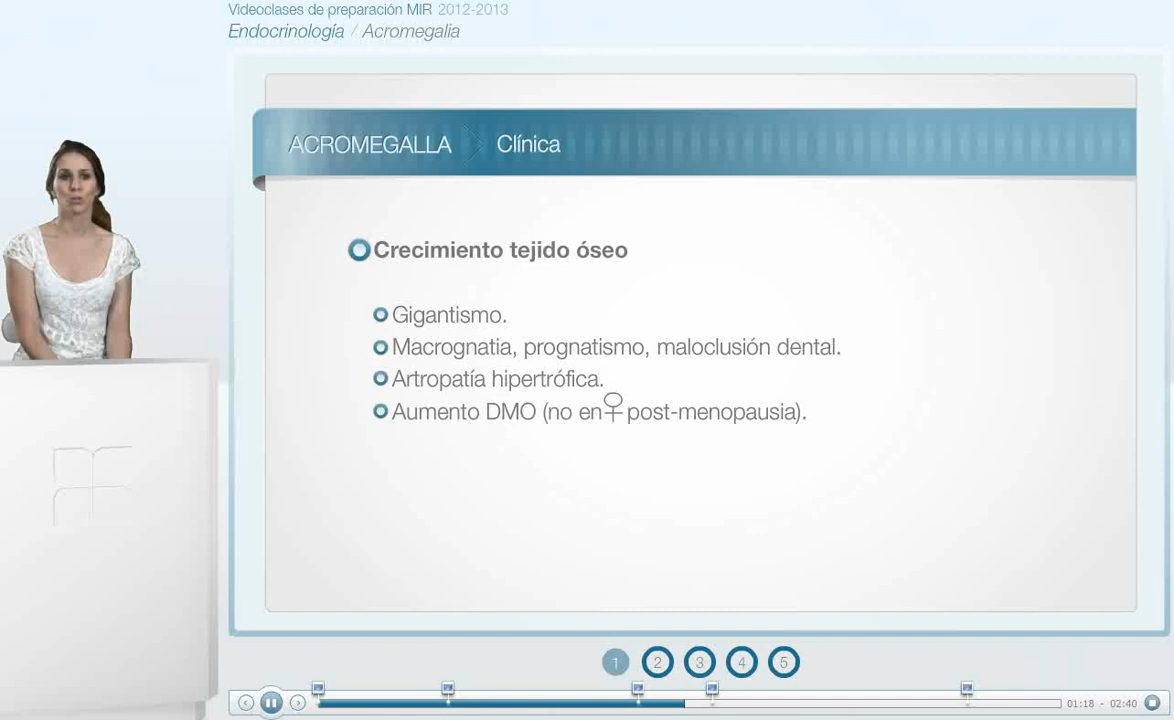 Videoclases de preparación MIR 2012-2013
Endocrinología / Acromegalia
ACROMEGALLA Clínica
Crecimiento tejido óseo
Gigantismo.
Macrognatia, prognatismo, maloclusión dental.
Artropatía hipertrófica.
Aumento DMO (no en ♀ post-menopausia).
1 2 3 4 5
01:18 - 02:40